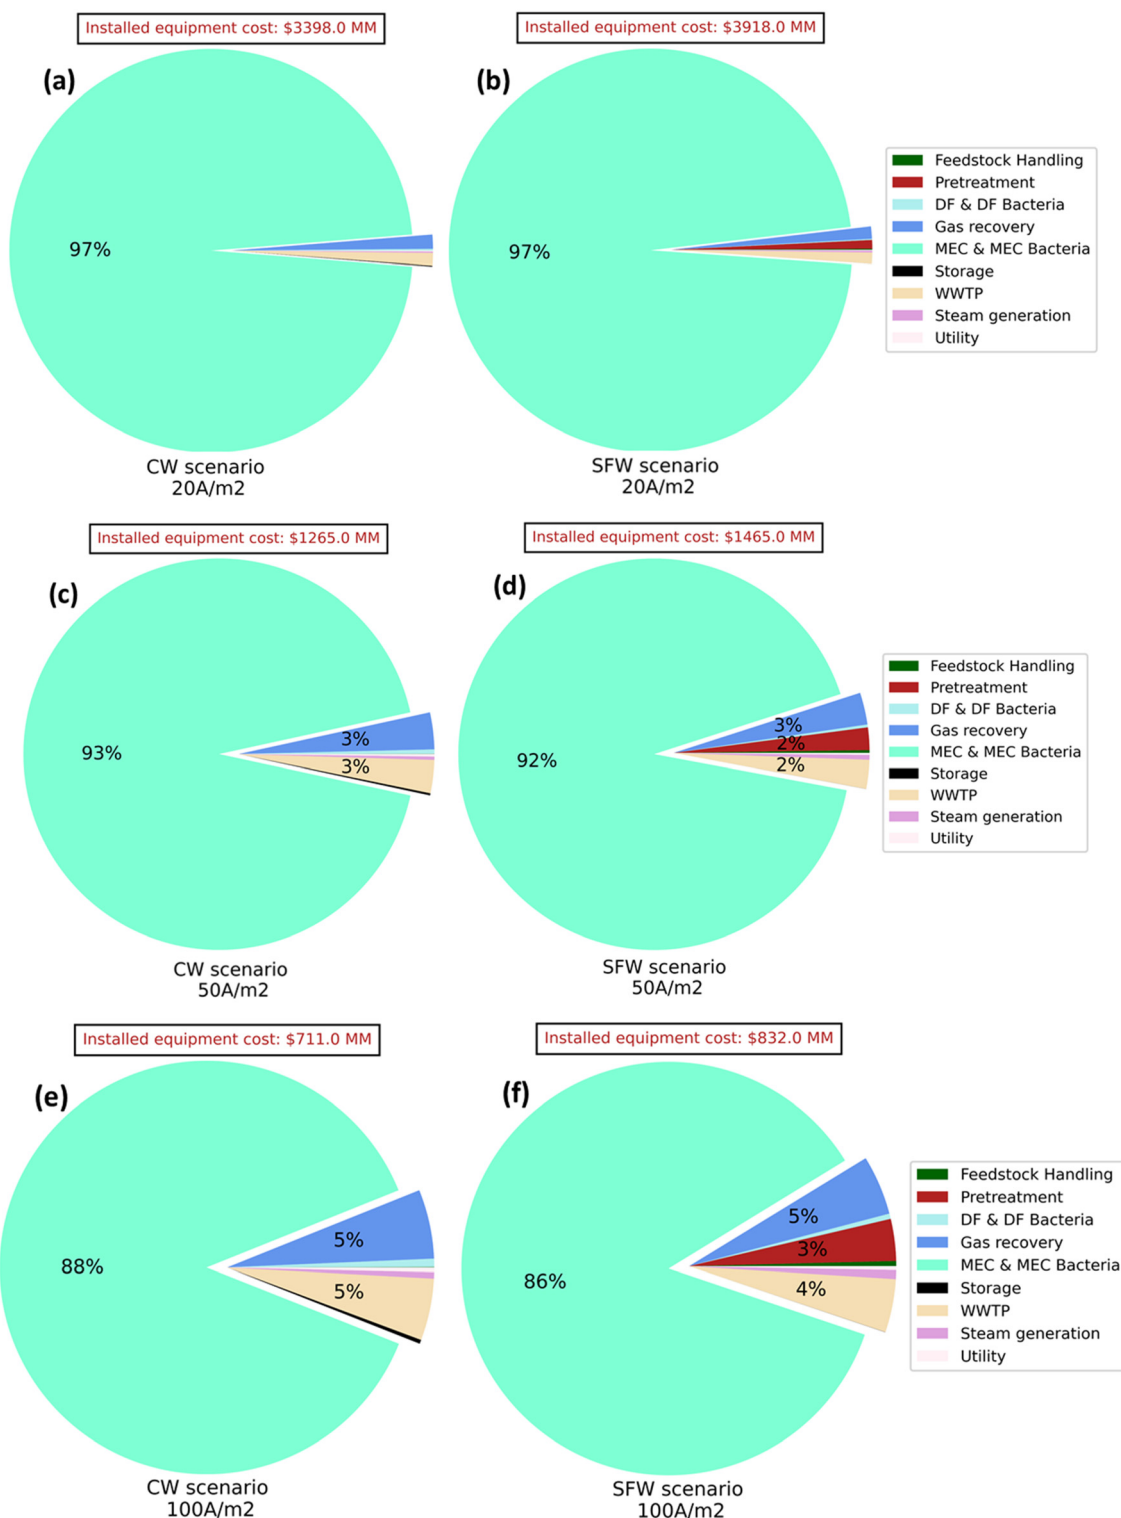 Installed equipment cost: $3398.0 MM
Installed equipment cost: $3918.0 MM
(a)
(b)
97%
97%
Feedstock Handling
Pretreatment
DF & DF Bacteria
Gas recovery
MEC & MEC Bacteria
Storage
WWTP
Steam generation
Utility
CW scenario
20A/m2
SFW scenario
20A/m2
Installed equipment cost: $1265.0 MM
Installed equipment cost: $1465.0 MM
(c)
(d)
93%
3%
3%
92%
3%
2%
2%
Feedstock Handling
Pretreatment
DF & DF Bacteria
Gas recovery
MEC & MEC Bacteria
Storage
WWTP
Steam generation
Utility
CW scenario
50A/m2
SFW scenario
50A/m2
Installed equipment cost: $711.0 MM
Installed equipment cost: $832.0 MM
(e)
(f)
88%
5%
5%
86%
5%
3%
4%
Feedstock Handling
Pretreatment
DF & DF Bacteria
Gas recovery
MEC & MEC Bacteria
Storage
WWTP
Steam generation
Utility
CW scenario
100A/m2
SFW scenario
100A/m2